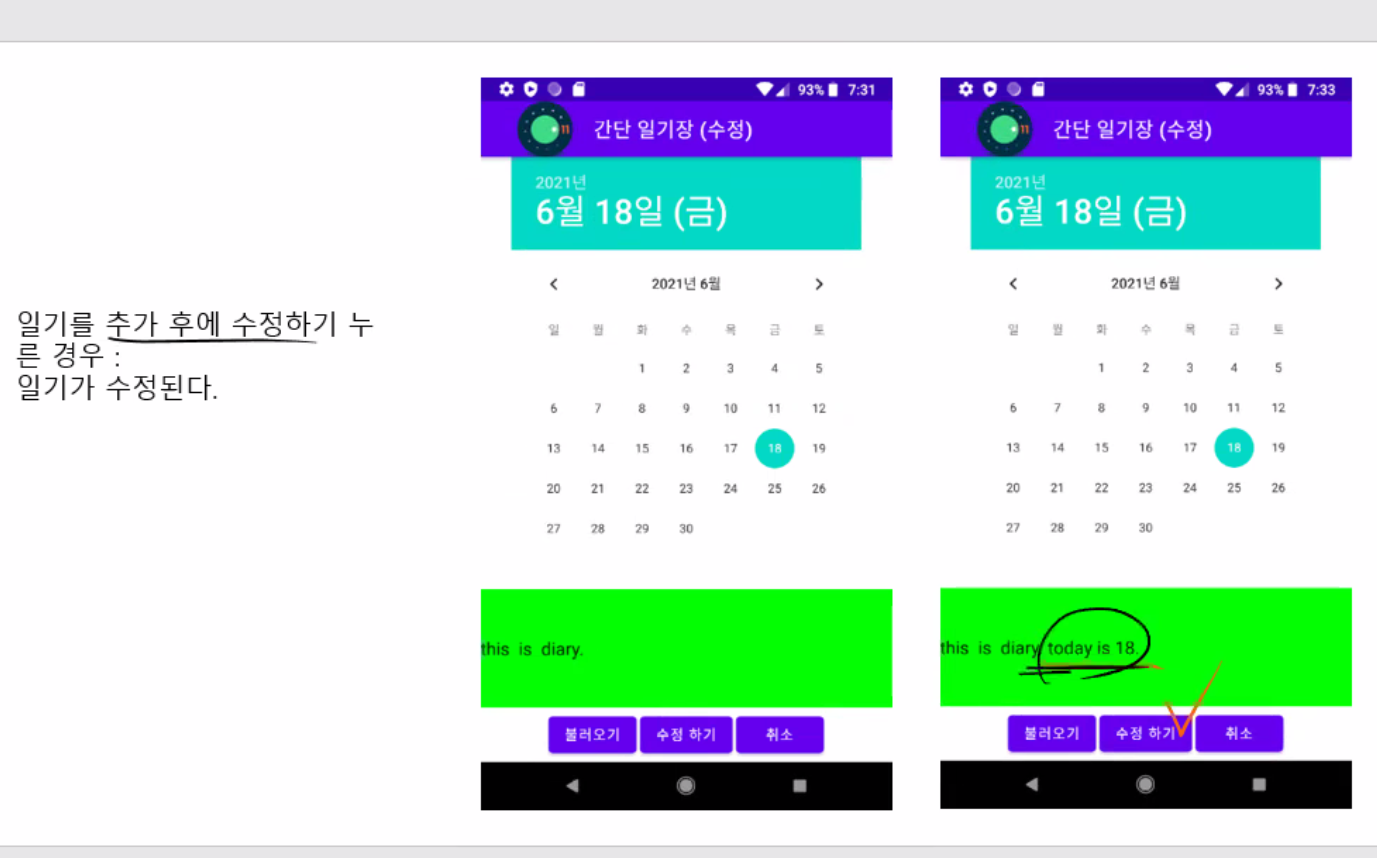 일기를 추가 후에 수정하기 누
른 경우 :
일기가 수정된다.
93% 7:31
11 간단 일기장 (수정)
2021년
6월 18일 (금)
2021년 6월
일 월 화 수 목 금 토
1 2 3 4 5
6 7 8 9 10 11 12
13 14 15 16 17 18 19
20 21 22 23 24 25 26
27 28 29 30
this is diary.
불러오기 수정 하기 취소
93% 7:33
11 간단 일기장 (수정)
2021년
6월 18일 (금)
2021년 6월
일 월 화 수 목 금 토
1 2 3 4 5
6 7 8 9 10 11 12
13 14 15 16 17 18 19
20 21 22 23 24 25 26
27 28 29 30
this is diary today is 18.
불러오기 수정 하기 취소